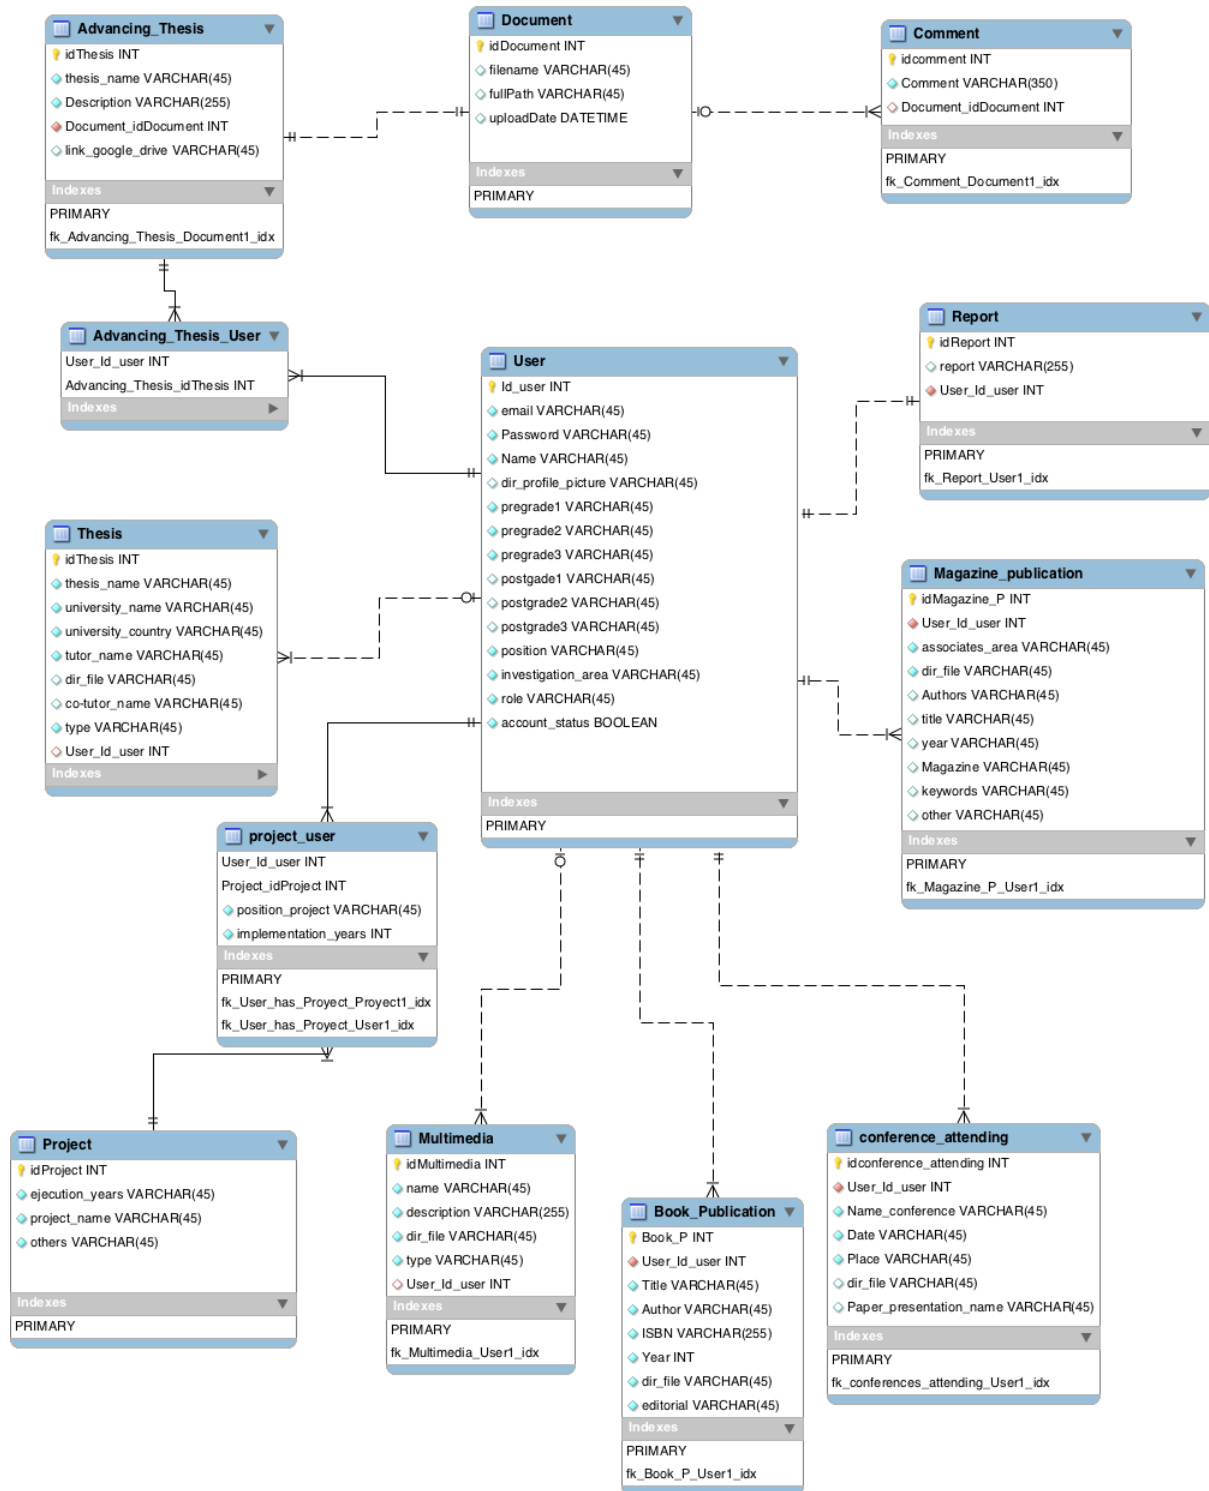 Advancing_Thesis
idThesis INT
thesis_name VARCHAR(45)
Description VARCHAR(255)
Document_idDocument INT
link_google_drive VARCHAR(45)
Indexes
PRIMARY
fk_Advancing_Thesis_Document1_idx
Document
idDocument INT
filename VARCHAR(45)
fullPath VARCHAR(45)
uploadDate DATETIME
Indexes
PRIMARY
Comment
idcomment INT
Comment VARCHAR(350)
Document_idDocument INT
Indexes
PRIMARY
fk_Comment_Document1_idx
Advancing_Thesis_User
User_Id_user INT
Advancing_Thesis_idThesis INT
Indexes
User
Id_user INT
email VARCHAR(45)
Password VARCHAR(45)
Name VARCHAR(45)
dir_profile_picture VARCHAR(45)
pregrade1 VARCHAR(45)
pregrade2 VARCHAR(45)
pregrade3 VARCHAR(45)
postgade1 VARCHAR(45)
postgrade2 VARCHAR(45)
postgrade3 VARCHAR(45)
position VARCHAR(45)
investigation_area VARCHAR(45)
role VARCHAR(45)
account_status BOOLEAN
Indexes
PRIMARY
Report
idReport INT
report VARCHAR(255)
User_Id_user INT
Indexes
PRIMARY
fk_Report_User1_idx
Thesis
idThesis INT
thesis_name VARCHAR(45)
university_name VARCHAR(45)
university_country VARCHAR(45)
tutor_name VARCHAR(45)
dir_file VARCHAR(45)
co-tutor_name VARCHAR(45)
type VARCHAR(45)
User_Id_user INT
Indexes
Magazine_publication
idMagazine_P INT
User_Id_user INT
associates_area VARCHAR(45)
dir_file VARCHAR(45)
Authors VARCHAR(45)
title VARCHAR(45)
year VARCHAR(45)
Magazine VARCHAR(45)
keywords VARCHAR(45)
other VARCHAR(45)
Indexes
PRIMARY
fk_Magazine_P_User1_idx
project_user
User_Id_user INT
Project_idProject INT
position_project VARCHAR(45)
implementation_years INT
Indexes
PRIMARY
fk_User_has_Proyect_Proyect1_idx
fk_User_has_Proyect_User1_idx
Project
idProject INT
ejecution_years VARCHAR(45)
project_name VARCHAR(45)
others VARCHAR(45)
Indexes
PRIMARY
Multimedia
idMultimedia INT
name VARCHAR(45)
description VARCHAR(255)
dir_file VARCHAR(45)
type VARCHAR(45)
User_Id_user INT
Indexes
PRIMARY
fk_Multimedia_User1_idx
Book_Publication
Book_P INT
User_Id_user INT
Title VARCHAR(45)
Author VARCHAR(45)
ISBN VARCHAR(255)
Year INT
dir_file VARCHAR(45)
editorial VARCHAR(45)
Indexes
PRIMARY
fk_Book_P_User1_idx
conference_attending
idconference_attending INT
User_Id_user INT
Name_conference VARCHAR(45)
Date VARCHAR(45)
Place VARCHAR(45)
dir_file VARCHAR(45)
Paper_presentation_name VARCHAR(45)
Indexes
PRIMARY
fk_conferences_attending_User1_idx